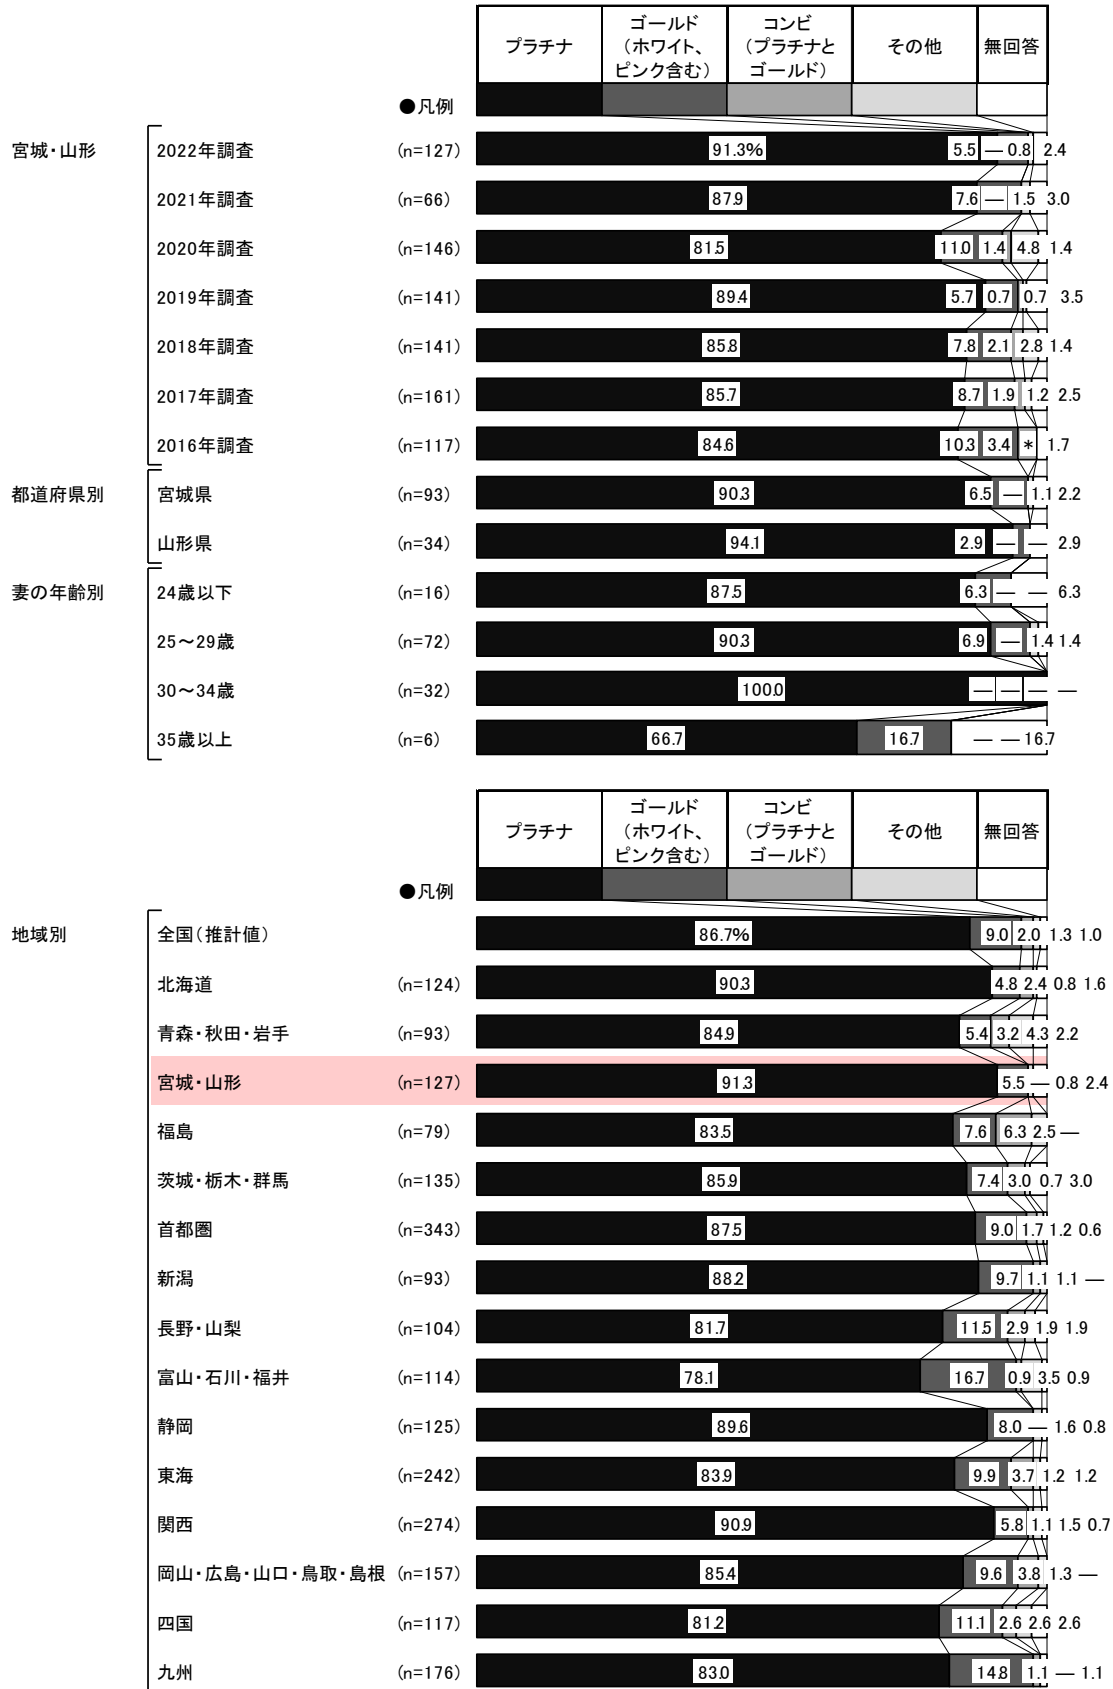 プラチナ ゴールド（ホワイト、ピンク含む） コンビ（プラチナとゴールド） その他 無回答
●凡例
宮城・山形 2022年調査 (n=127) 91.3% 5.5 — 0.8 2.4
2021年調査 (n=66) 87.9 7.6 — 1.5 3.0
2020年調査 (n=146) 81.5 11.0 1.4 4.8 1.4
2019年調査 (n=141) 89.4 5.7 0.7 0.7 3.5
2018年調査 (n=141) 85.8 7.8 2.1 2.8 1.4
2017年調査 (n=161) 85.7 8.7 1.9 1.2 2.5
2016年調査 (n=117) 84.6 10.3 3.4 * 1.7
都道府県別 宮城県 (n=93) 90.3 6.5 — 1.1 2.2
山形県 (n=34) 94.1 2.9 — — 2.9
妻の年齢別 24歳以下 (n=16) 87.5 6.3 — — 6.3
25～29歳 (n=72) 90.3 6.9 — 1.4 1.4
30～34歳 (n=32) 100.0 — — — —
35歳以上 (n=6) 66.7 16.7 — — 16.7
プラチナ ゴールド（ホワイト、ピンク含む） コンビ（プラチナとゴールド） その他 無回答
●凡例
地域別 全国（推計値） 86.7% 9.0 2.0 1.3 1.0
北海道 (n=124) 90.3 4.8 2.4 0.8 1.6
青森・秋田・岩手 (n=93) 84.9 5.4 3.2 4.3 2.2
宮城・山形 (n=127) 91.3 5.5 — 0.8 2.4
福島 (n=79) 83.5 7.6 6.3 2.5 —
茨城・栃木・群馬 (n=135) 85.9 7.4 3.0 0.7 3.0
首都圏 (n=343) 87.5 9.0 1.7 1.2 0.6
新潟 (n=93) 88.2 9.7 1.1 1.1 —
長野・山梨 (n=104) 81.7 11.5 2.9 1.9 1.9
富山・石川・福井 (n=114) 78.1 16.7 0.9 3.5 0.9
静岡 (n=125) 89.6 8.0 — 1.6 0.8
東海 (n=242) 83.9 9.9 3.7 1.2 1.2
関西 (n=274) 90.9 5.8 1.1 1.5 0.7
岡山・広島・山口・鳥取・島根 (n=157) 85.4 9.6 3.8 1.3 —
四国 (n=117) 81.2 11.1 2.6 2.6 2.6
九州 (n=176) 83.0 14.8 1.1 — 1.1